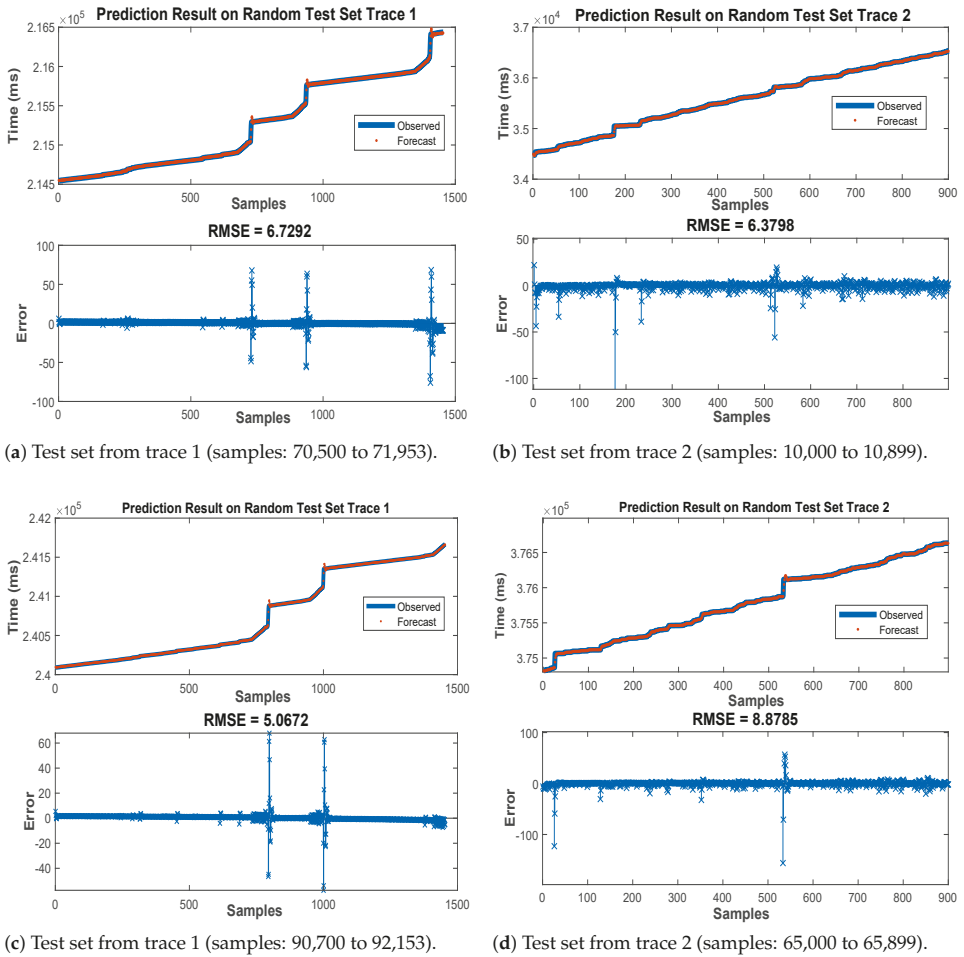 Prediction Result on Random Test Set Trace 1
×10^5
2.165
2.16
2.155
2.15
2.145
Time (ms)
Observed
Forecast
0 500 1000 1500
Samples
RMSE = 6.7292
100
50
0
-50
-100
Error
0 500 1000 1500
Samples
(a) Test set from trace 1 (samples: 70,500 to 71,953).
Prediction Result on Random Test Set Trace 2
×10^4
3.7
3.6
3.5
3.4
Time (ms)
Observed
Forecast
0 100 200 300 400 500 600 700 800 900
Samples
RMSE = 6.3798
50
0
-50
-100
Error
0 100 200 300 400 500 600 700 800
Samples
(b) Test set from trace 2 (samples: 10,000 to 10,899).
Prediction Result on Random Test Set Trace 1
×10^5
2.42
2.415
2.41
2.405
2.4
Time (ms)
Observed
Forecast
0 500 1000 1500
Samples
RMSE = 5.0672
60
40
20
0
-20
-40
Error
0 500 1000 1500
Samples
(c) Test set from trace 1 (samples: 90,700 to 92,153).
Prediction Result on Random Test Set Trace 2
×10^5
3.765
3.76
3.755
3.75
Time (ms)
Observed
Forecast
0 100 200 300 400 500 600 700 800
Samples
RMSE = 8.8785
100
0
-100
Error
0 100 200 300 400 500 600 700 800 900
Samples
(d) Test set from trace 2 (samples: 65,000 to 65,899).